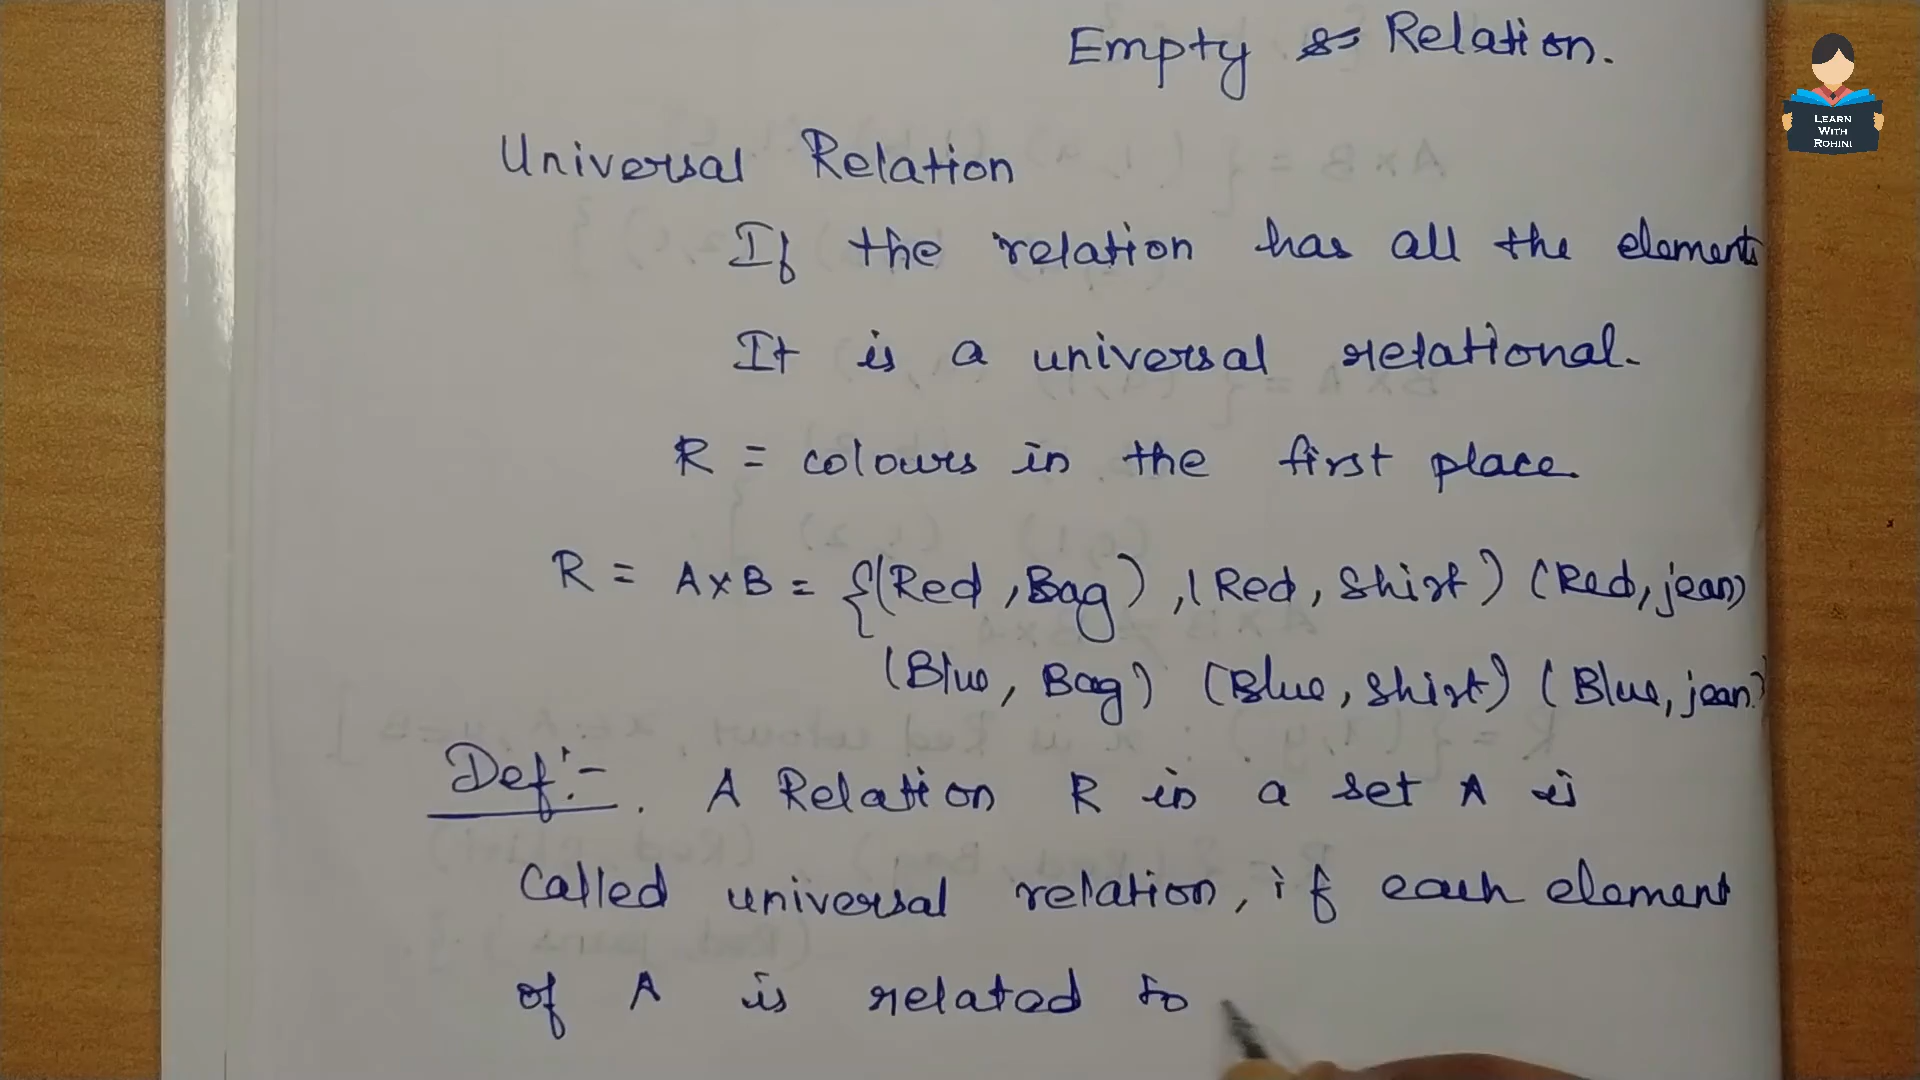 Empty Relation.
LEARN
WITH
ROHINI
Universal Relation
If the relation has all the elements
It is a universal relational.
R = colours in the first place
R = A×B = {(Red, Bag), (Red, Shirt) (Red, jean)
(Blue, Bag) (Blue, Shirt) (Blue, jean)
Def:-. A Relation R in a set A is
called universal relation, if each element
of A is related to